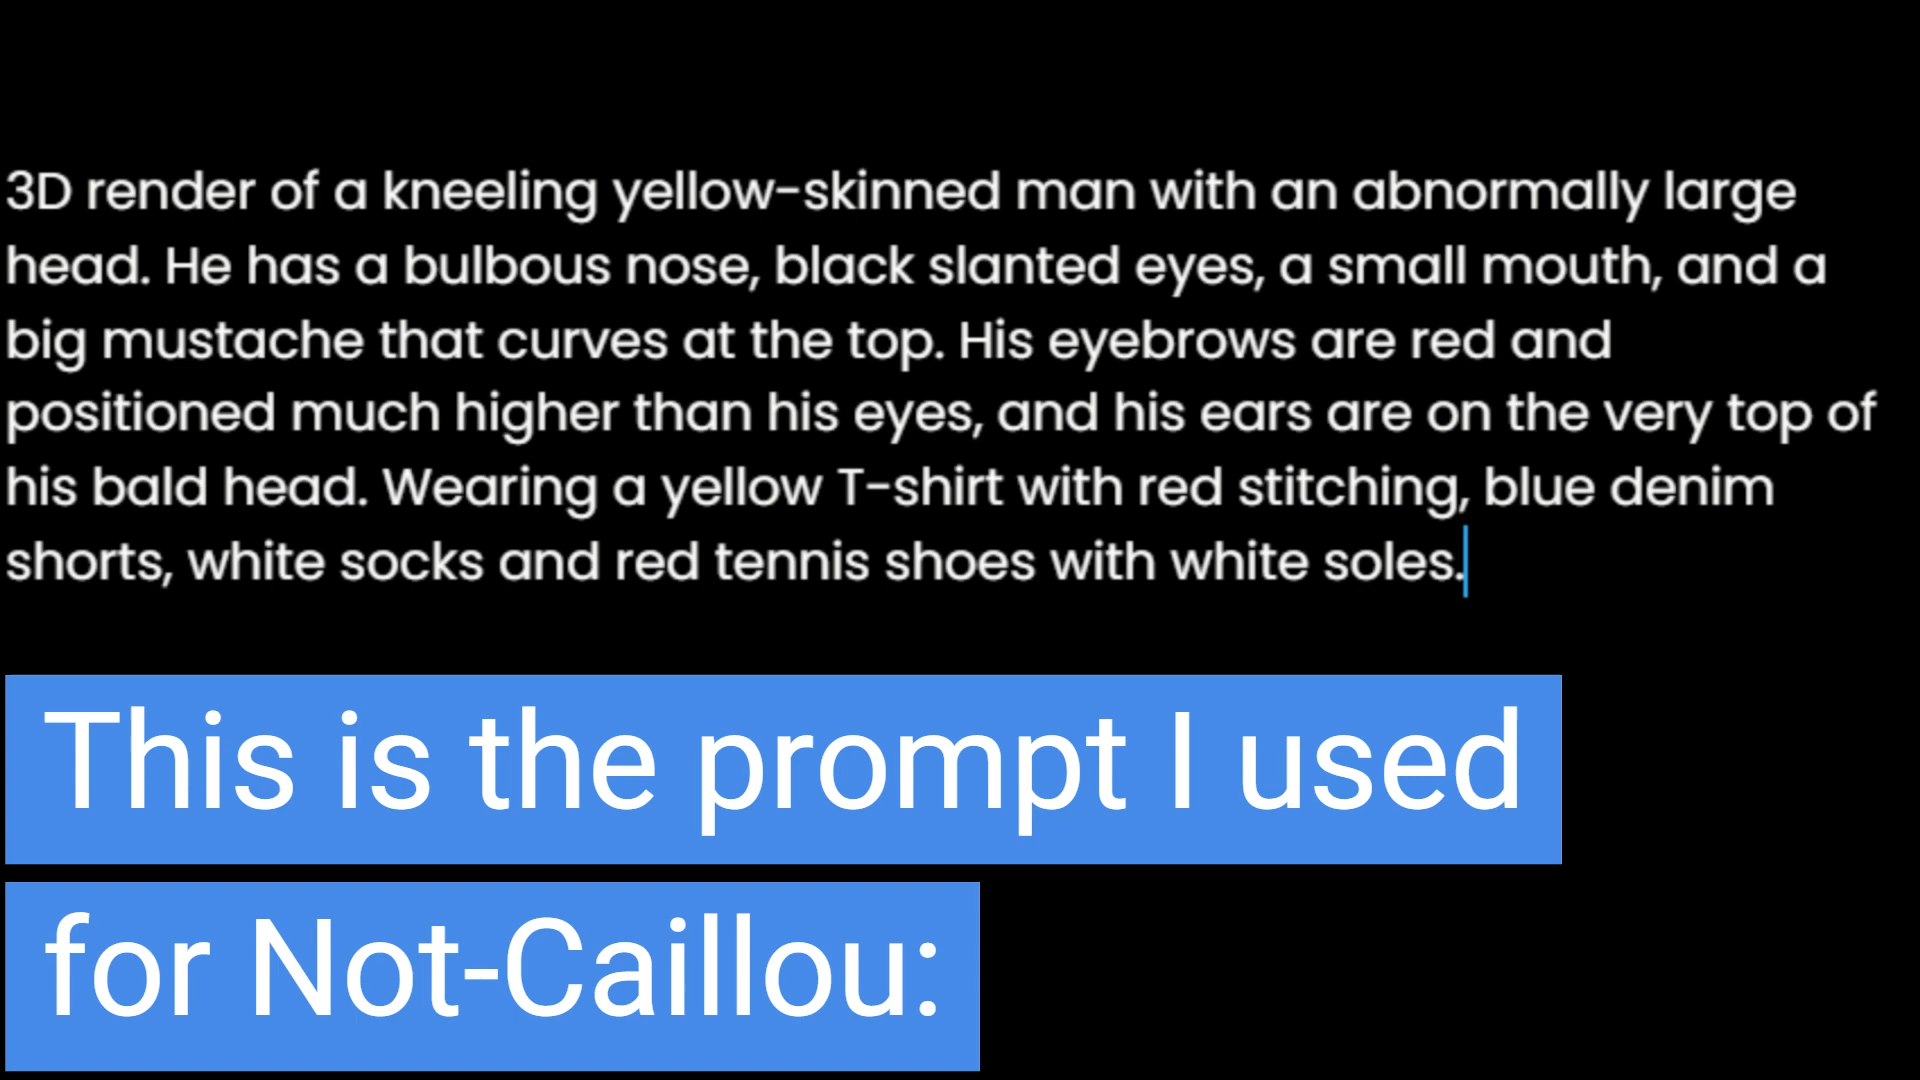 3D render of a kneeling yellow-skinned man with an abnormally large
head. He has a bulbous nose, black slanted eyes, a small mouth, and a
big mustache that curves at the top. His eyebrows are red and
positioned much higher than his eyes, and his ears are on the very top of
his bald head. Wearing a yellow T-shirt with red stitching, blue denim
shorts, white socks and red tennis shoes with white soles.
This is the prompt I used
for Not-Caillou: